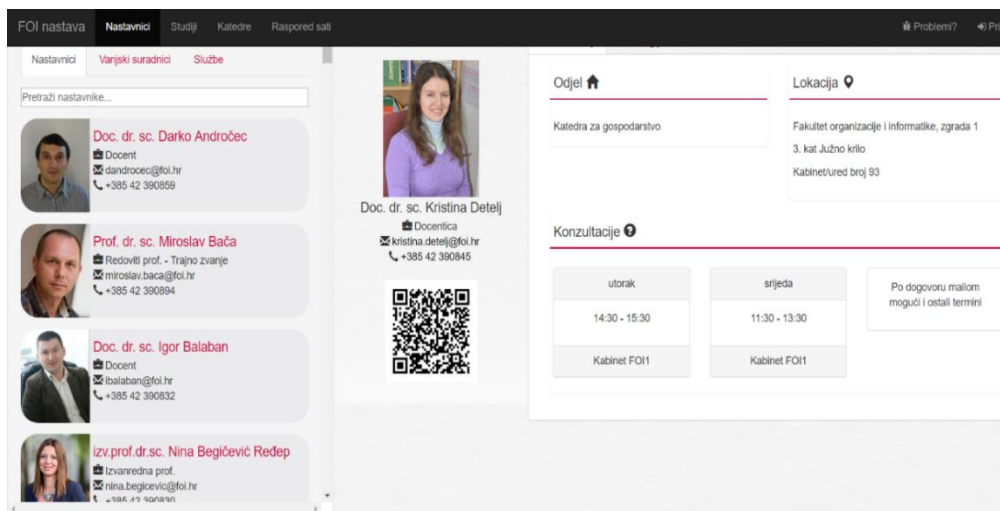 FOI nastava Nastavnici Studiji Katedre Raspored sati Problemi?
Nastavnici Vanjski suradnici Službe
Pretraži nastavnike...
Doc. dr. sc. Darko Andročec
Docent
dandrocec@foi.hr
+385 42 390859
Prof. dr. sc. Miroslav Bača
Redoviti prof. - Trajno zvanje
miroslav.baca@foi.hr
+385 42 390894
Doc. dr. sc. Igor Balaban
Docent
ibalaban@foi.hr
+385 42 390832
izv.prof.dr.sc. Nina Begičević Ređep
Izvanredna prof.
nina.begicevic@foi.hr
+385 42 390830
Doc. dr. sc. Kristina Detelj
Docentica
kristina.detelj@foi.hr
+385 42 390845
Odjel
Katedra za gospodarstvo
Lokacija
Fakultet organizacije i informatike, zgrada 1
3. kat Južno krilo
Kabinet/ured broj 93
Konzultacije
utorak
14:30 - 15:30
Kabinet FOI1
srijeda
11:30 - 13:30
Kabinet FOI1
Po dogovoru mailom
mogući i ostali termini